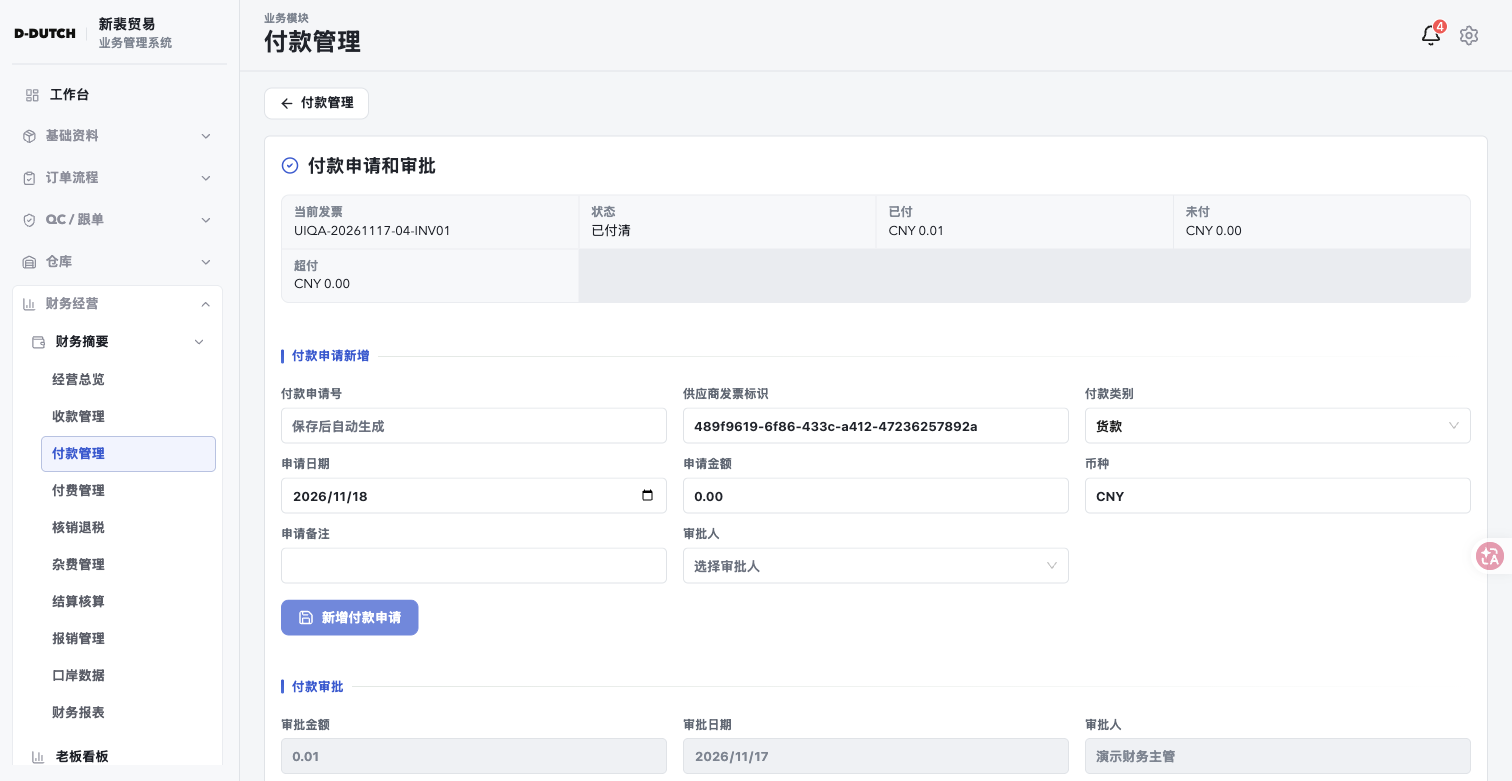 D-DUTCH
新裴贸易
业务管理系统
工作台
基础资料
订单流程
QC / 跟单
仓库
财务经营
财务摘要
经营总览
收款管理
付款管理
付费管理
核销退税
杂费管理
结算核算
报销管理
口岸数据
财务报表
老板看板
业务模块
付款管理
4
付款管理
付款申请和审批
当前发票
UIQA-20261117-04-INV01
状态
已付清
已付
CNY 0.01
未付
CNY 0.00
超付
CNY 0.00
付款申请新增
付款申请号
保存后自动生成
供应商发票标识
489f9619-6f86-433c-a412-47236257892a
付款类别
货款
申请日期
2026/11/18
申请金额
0.00
币种
CNY
申请备注
审批人
选择审批人
新增付款申请
付款审批
审批金额
0.01
审批日期
2026/11/17
审批人
演示财务主管